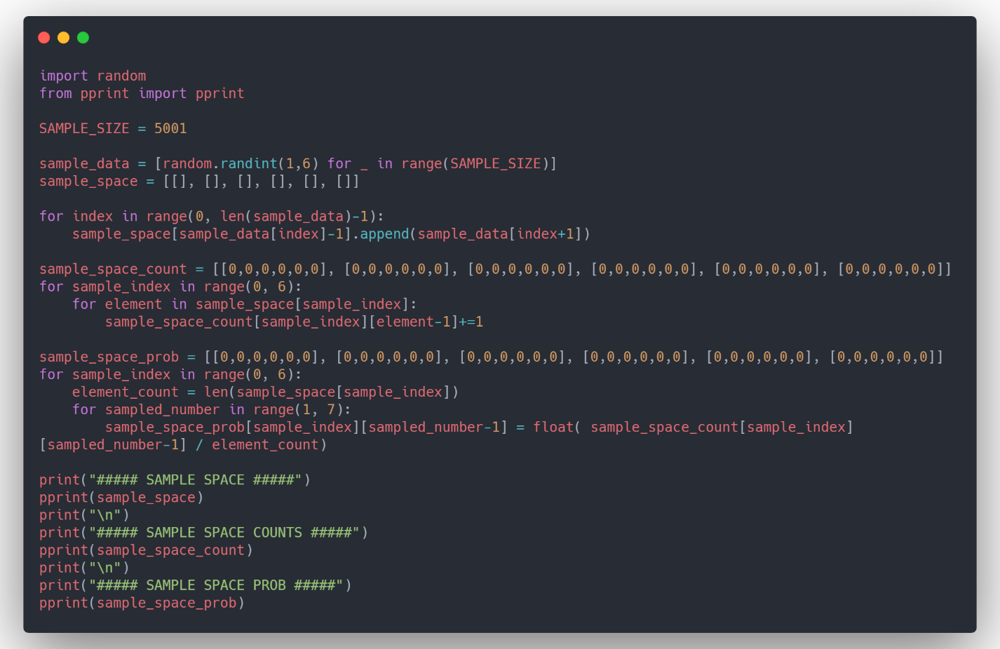 import random
from pprint import pprint

SAMPLE_SIZE = 5001

sample_data = [random.randint(1,6) for _ in range(SAMPLE_SIZE)]
sample_space = [[], [], [], [], [], []]

for index in range(0, len(sample_data)-1):
    sample_space[sample_data[index]-1].append(sample_data[index+1])

sample_space_count = [[0,0,0,0,0,0], [0,0,0,0,0,0], [0,0,0,0,0,0], [0,0,0,0,0,0], [0,0,0,0,0,0], [0,0,0,0,0,0]]
for sample_index in range(0, 6):
    for element in sample_space[sample_index]:
        sample_space_count[sample_index][element-1]+=1

sample_space_prob = [[0,0,0,0,0,0], [0,0,0,0,0,0], [0,0,0,0,0,0], [0,0,0,0,0,0], [0,0,0,0,0,0], [0,0,0,0,0,0]]
for sample_index in range(0, 6):
    element_count = len(sample_space[sample_index])
    for sampled_number in range(1, 7):
        sample_space_prob[sample_index][sampled_number-1] = float( sample_space_count[sample_index]
[sampled_number-1] / element_count)

print("##### SAMPLE SPACE #####")
pprint(sample_space)
print("\n")
print("##### SAMPLE SPACE COUNTS #####")
pprint(sample_space_count)
print("\n")
print("##### SAMPLE SPACE PROB #####")
pprint(sample_space_prob)